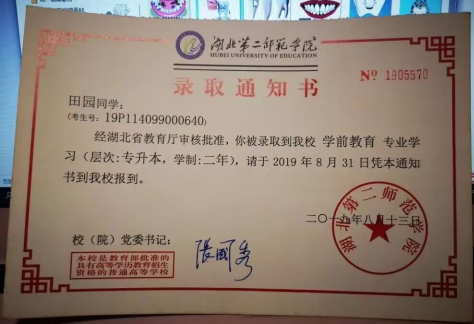 湖北第二师范学院
HUBEI UNIVERSITY OF EDUCATION
录取通知书
№ 1905570
田园同学：
(考生号：19P114099000640)
经湖北省教育厅审核批准，你被录取到我校 学前教育 专业学
习（层次：专升本，学制：二年），请于 2019 年 8 月 31 日凭本通知
书到我校报到。
二〇一九年八月十三日
湖北第二师范学院
校（院）党委书记：
本校是教育部批准的
具有高等学历教育招生
资格的普通高等学校